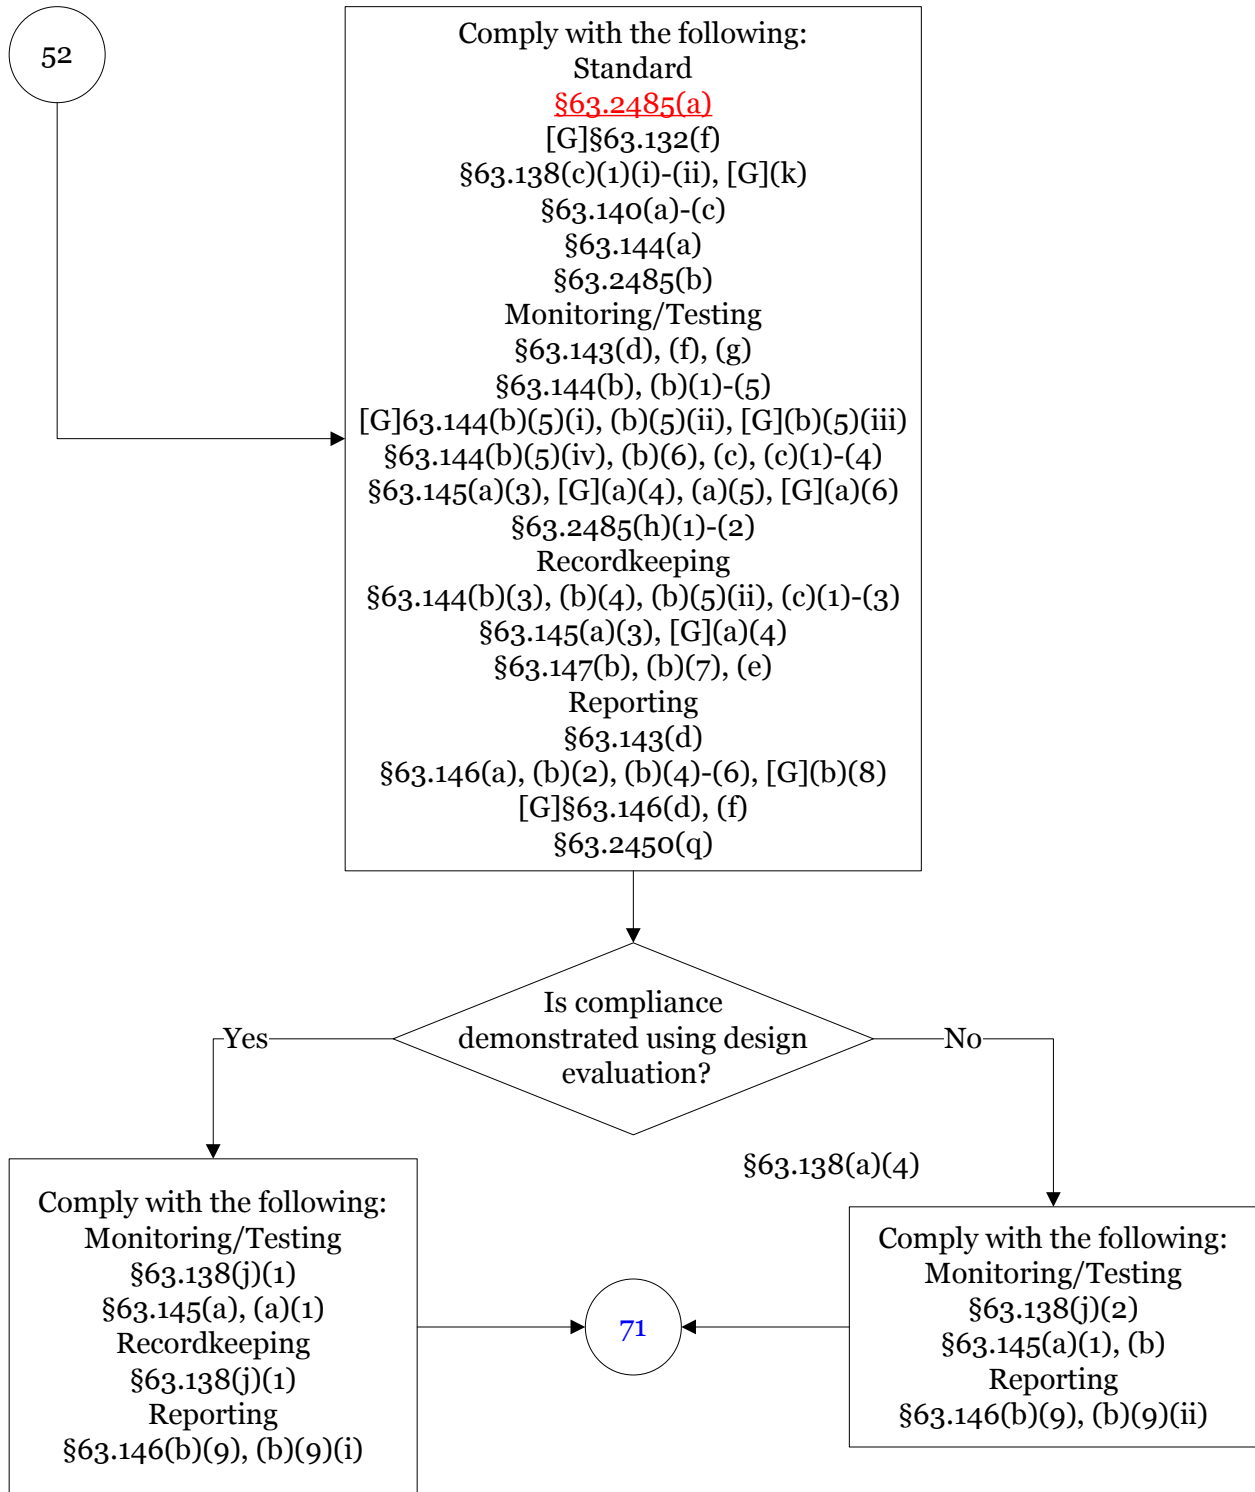 52
Comply with the following:
Standard
§63.2485(a)
[G]§63.132(f)
§63.138(c)(1)(i)-(ii), [G](k)
§63.140(a)-(c)
§63.144(a)
§63.2485(b)
Monitoring/Testing
§63.143(d), (f), (g)
§63.144(b), (b)(1)-(5)
[G]63.144(b)(5)(i), (b)(5)(ii), [G](b)(5)(iii)
§63.144(b)(5)(iv), (b)(6), (c), (c)(1)-(4)
§63.145(a)(3), [G](a)(4), (a)(5), [G](a)(6)
§63.2485(h)(1)-(2)
Recordkeeping
§63.144(b)(3), (b)(4), (b)(5)(ii), (c)(1)-(3)
§63.145(a)(3), [G](a)(4)
§63.147(b), (b)(7), (e)
Reporting
§63.143(d)
§63.146(a), (b)(2), (b)(4)-(6), [G](b)(8)
[G]§63.146(d), (f)
§63.2450(q)
Is compliance
demonstrated using design
evaluation?
Yes
No
§63.138(a)(4)
Comply with the following:
Monitoring/Testing
§63.138(j)(1)
§63.145(a), (a)(1)
Recordkeeping
§63.138(j)(1)
Reporting
§63.146(b)(9), (b)(9)(i)
71
Comply with the following:
Monitoring/Testing
§63.138(j)(2)
§63.145(a)(1), (b)
Reporting
§63.146(b)(9), (b)(9)(ii)